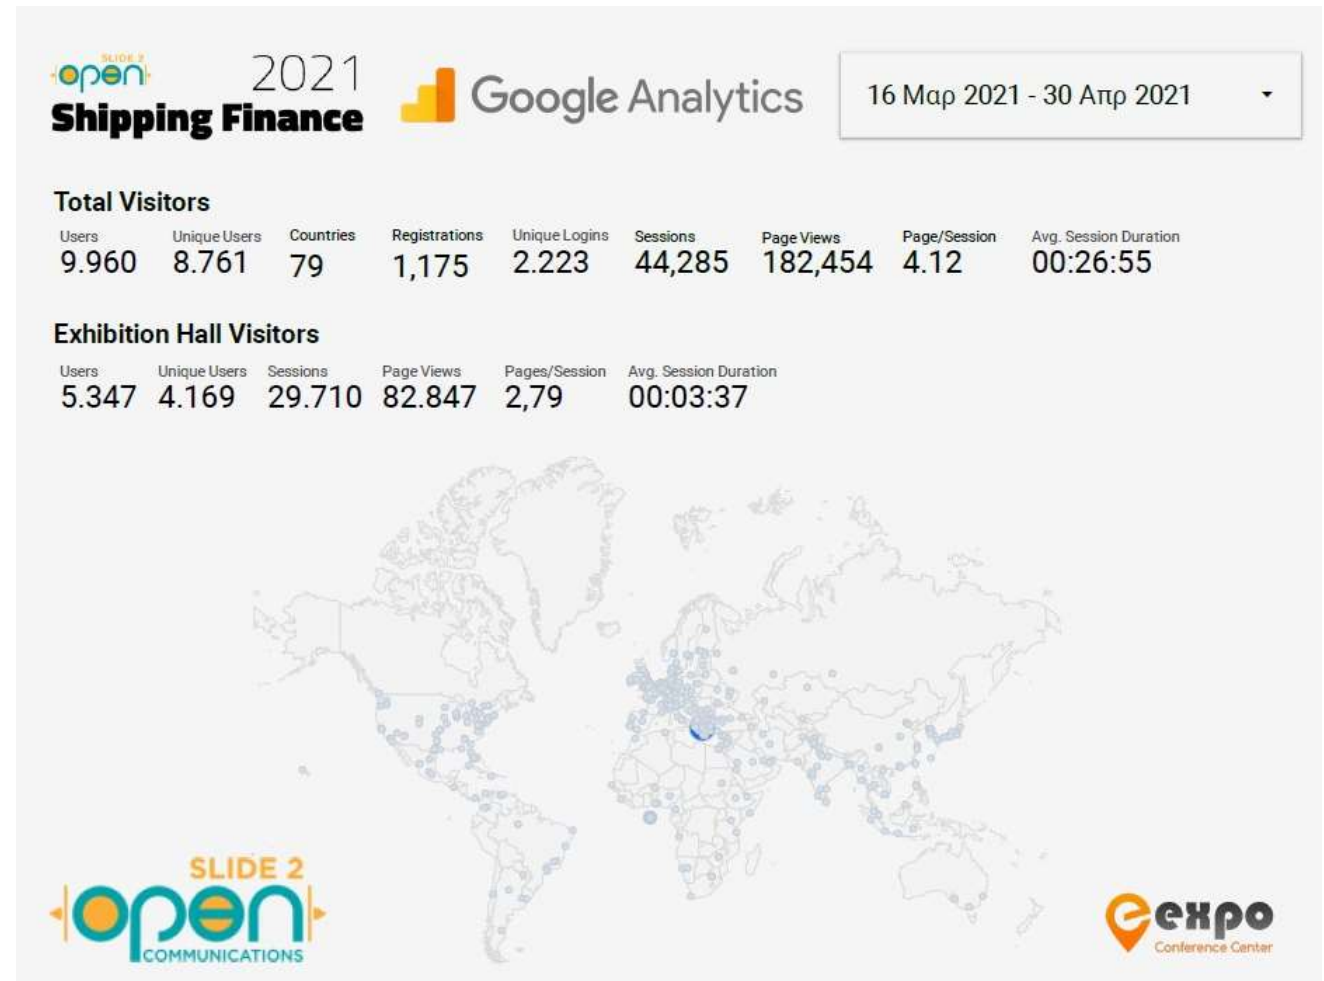 SLIDE 2
open
2021
Shipping Finance
Google Analytics
16 Μαρ 2021 - 30 Απρ 2021
Total Visitors
Users Unique Users Countries Registrations Unique Logins Sessions Page Views Page/Session Avg. Session Duration
9.960 8.761 79 1,175 2.223 44,285 182,454 4.12 00:26:55
Exhibition Hall Visitors
Users Unique Users Sessions Page Views Pages/Session Avg. Session Duration
5.347 4.169 29.710 82.847 2,79 00:03:37
SLIDE 2
open
COMMUNICATIONS
e expo
Conference Center